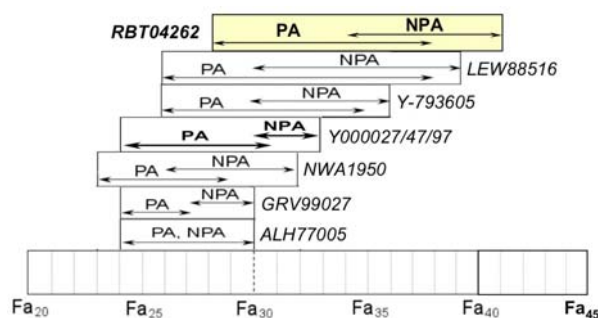 RBT04262 PA NPA
PA NPA LEW88516
PA NPA Y-793605
PA NPA Y000027/47/97
PA NPA NWA1950
PA NPA GRV99027
PA, NPA ALH77005
Fa20 Fa25 Fa30 Fa35 Fa40 Fa45